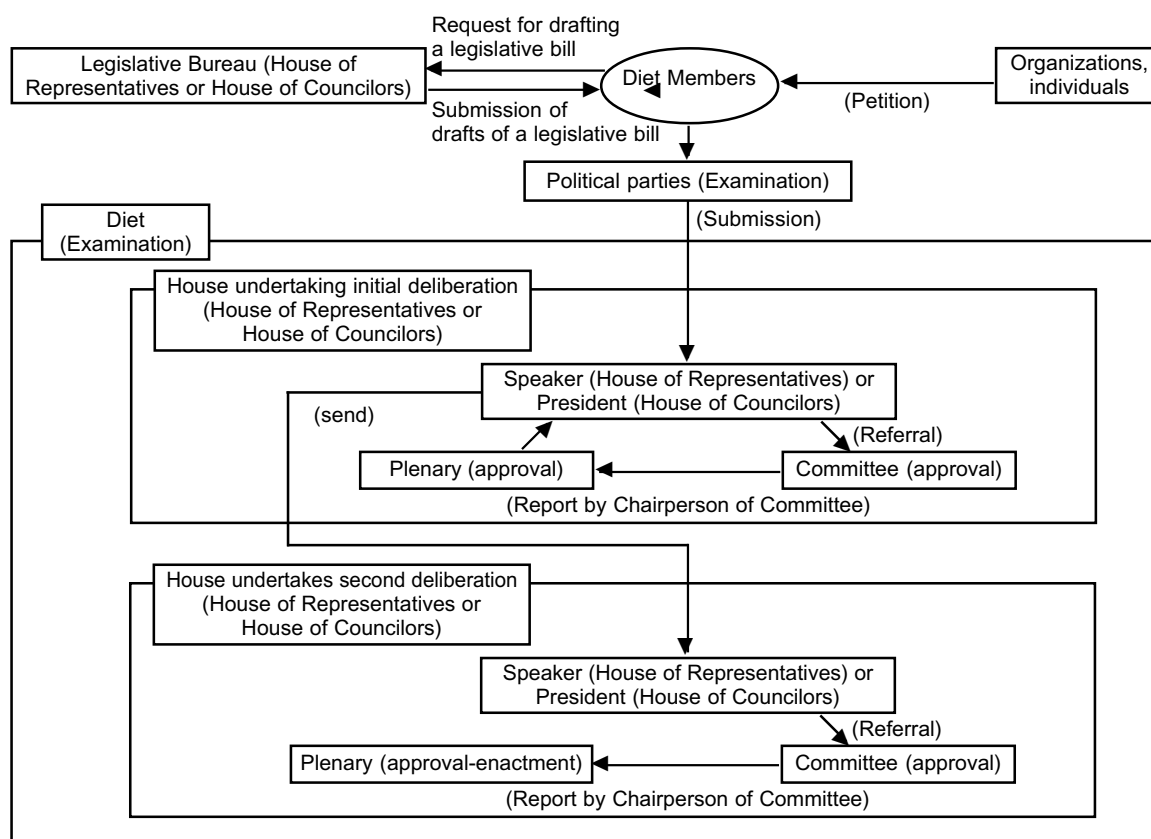 Request for drafting
a legislative bill
Legislative Bureau (House of
Representatives or House of Councilors)
Diet Members
Organizations,
individuals
(Petition)
Submission of
drafts of a legislative bill
Political parties (Examination)
(Submission)
Diet
(Examination)
House undertaking initial deliberation
(House of Representatives or
House of Councilors)
Speaker (House of Representatives) or
President (House of Councilors)
(send)
(Referral)
Plenary (approval)
Committee (approval)
(Report by Chairperson of Committee)
House undertakes second deliberation
(House of Representatives or
House of Councilors)
Speaker (House of Representatives) or
President (House of Councilors)
(Referral)
Plenary (approval-enactment)
Committee (approval)
(Report by Chairperson of Committee)